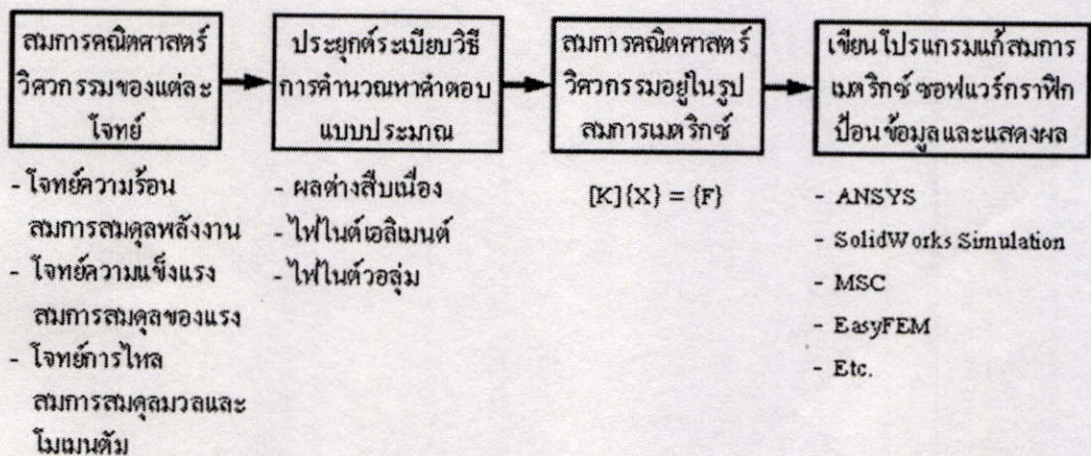 สมการคณิตศาสตร์
วิศวกรรมของแต่ละ
โจทย์
ประยุกต์ระเบียบวิธี
การคำนวณหาคำตอบ
แบบประมาณ
สมการคณิตศาสตร์
วิศวกรรมอยู่ในรูป
สมการเมตริกซ์
เขียนโปรแกรมแก้สมการ
เมตริกซ์ ซอฟแวร์กราฟิก
ป้อนข้อมูลและแสดงผล
- โจทย์ความร้อน
สมการสมดุลพลังงาน
- โจทย์ความแข็งแรง
สมการสมดุลของแรง
- โจทย์การไหล
สมการสมดุลมวลและ
โมเมนตัม
- ผลต่างสืบเนื่อง
- ไฟไนต์เอลิเมนต์
- ไฟไนต์วอลุ่ม
[K]{X} = {F}
- ANSYS
- SolidWorks Simulation
- MSC
- EasyFEM
- Etc.